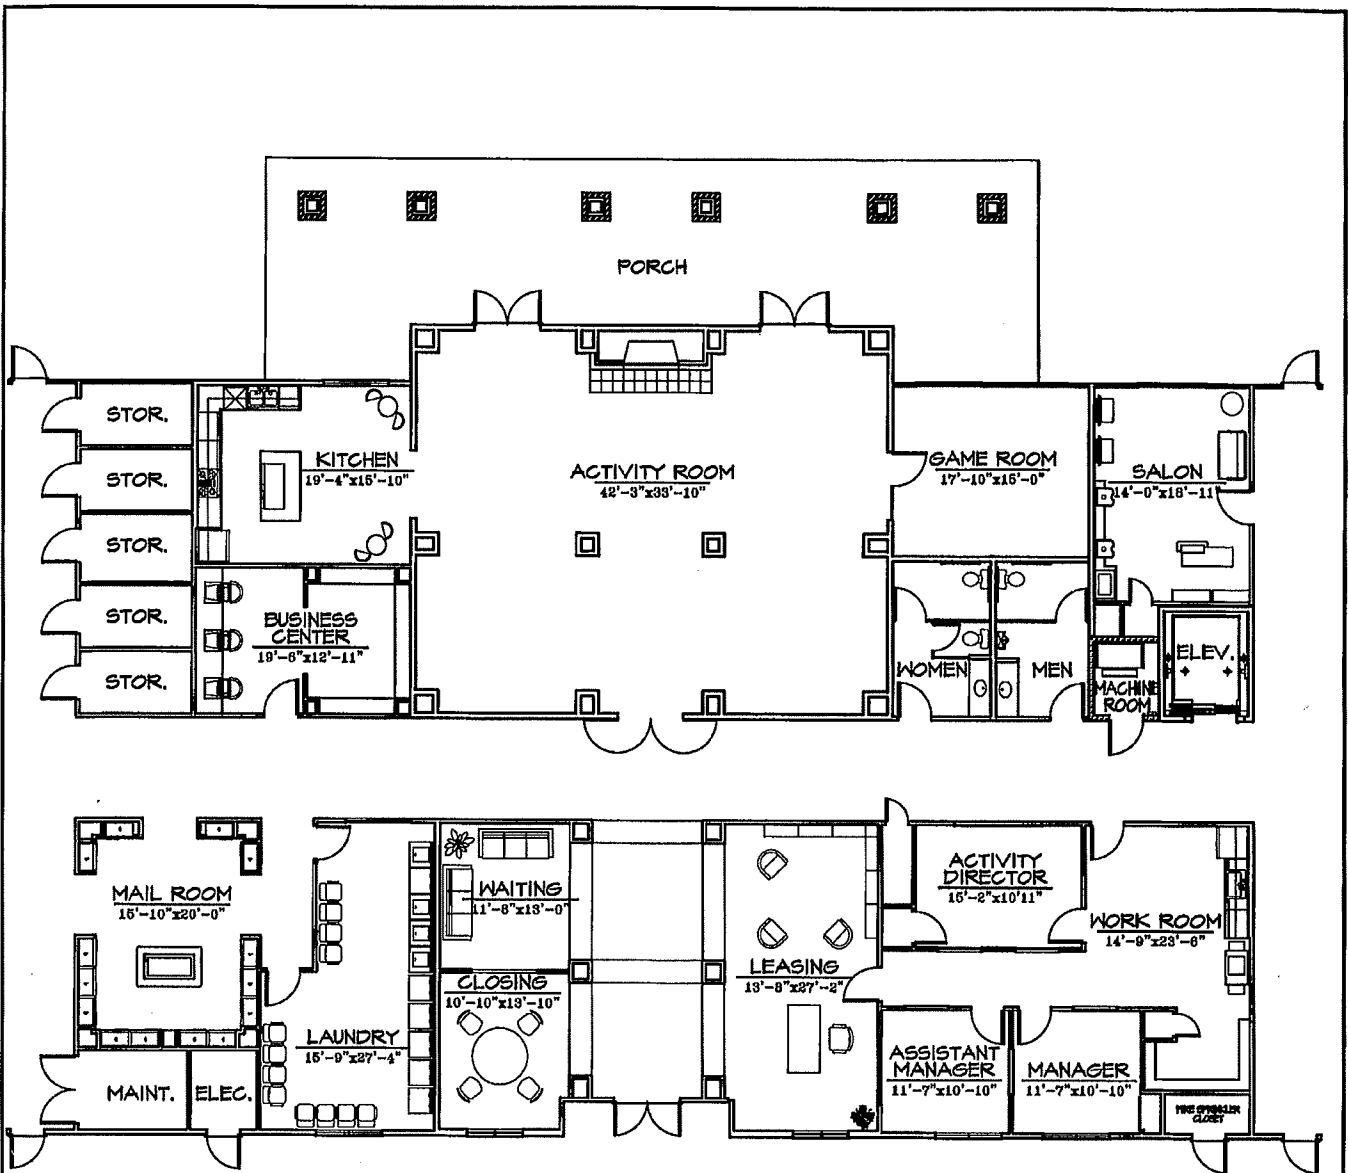 PORCH
STOR.
STOR.
STOR.
STOR.
STOR.
KITCHEN
19'-4"x15'-10"
ACTIVITY ROOM
42'-3"x33'-10"
GAME ROOM
17'-10"x15'-0"
SALON
14'-0"x18'-11"
BUSINESS
CENTER
19'-6"x12'-11"
WOMEN
MEN
MACHINE
ROOM
ELEV.
MAIL ROOM
15'-10"x20'-0"
WAITING
11'-8"x13'-0"
ACTIVITY
DIRECTOR
15'-2"x10'11"
WORK ROOM
14'-9"x23'-6"
LEASING
13'-8"x27'-2"
CLOSING
10'-10"x13'-10"
LAUNDRY
15'-9"x27'-4"
ASSISTANT
MANAGER
11'-7"x10'-10"
MANAGER
11'-7"x10'-10"
MAINT.
ELEC.
FIRE SPRINKLER
CLOSET